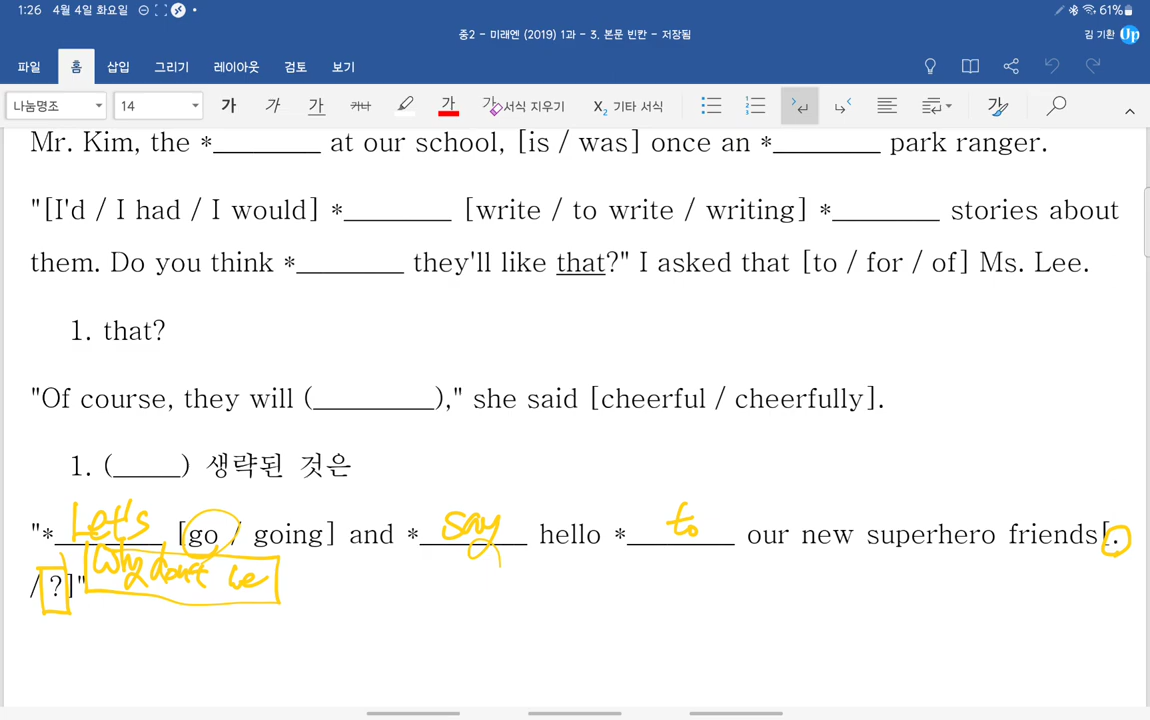 1:26 4월 4일 화요일 61%
중2 - 미래엔 (2019) 1과 - 3. 본문 빈칸 - 저장됨
김 기환 Up
파일 홈 삽입 그리기 레이아웃 검토 보기
나눔명조 14 가 가 가 가나 가 가 서식 지우기 X₂ 기타 서식
Mr. Kim, the *________ at our school, [is / was] once an *________ park ranger.
"[I'd / I had / I would] *________ [write / to write / writing] *________ stories about
them. Do you think *________ they'll like that?" I asked that [to / for / of] Ms. Lee.
1. that?
"Of course, they will (_________)," she said [cheerful / cheerfully].
1. (_____) 생략된 것은
"* Let's [go / going] and * say hello * to our new superhero friends[.
/ ?]" Why don't we